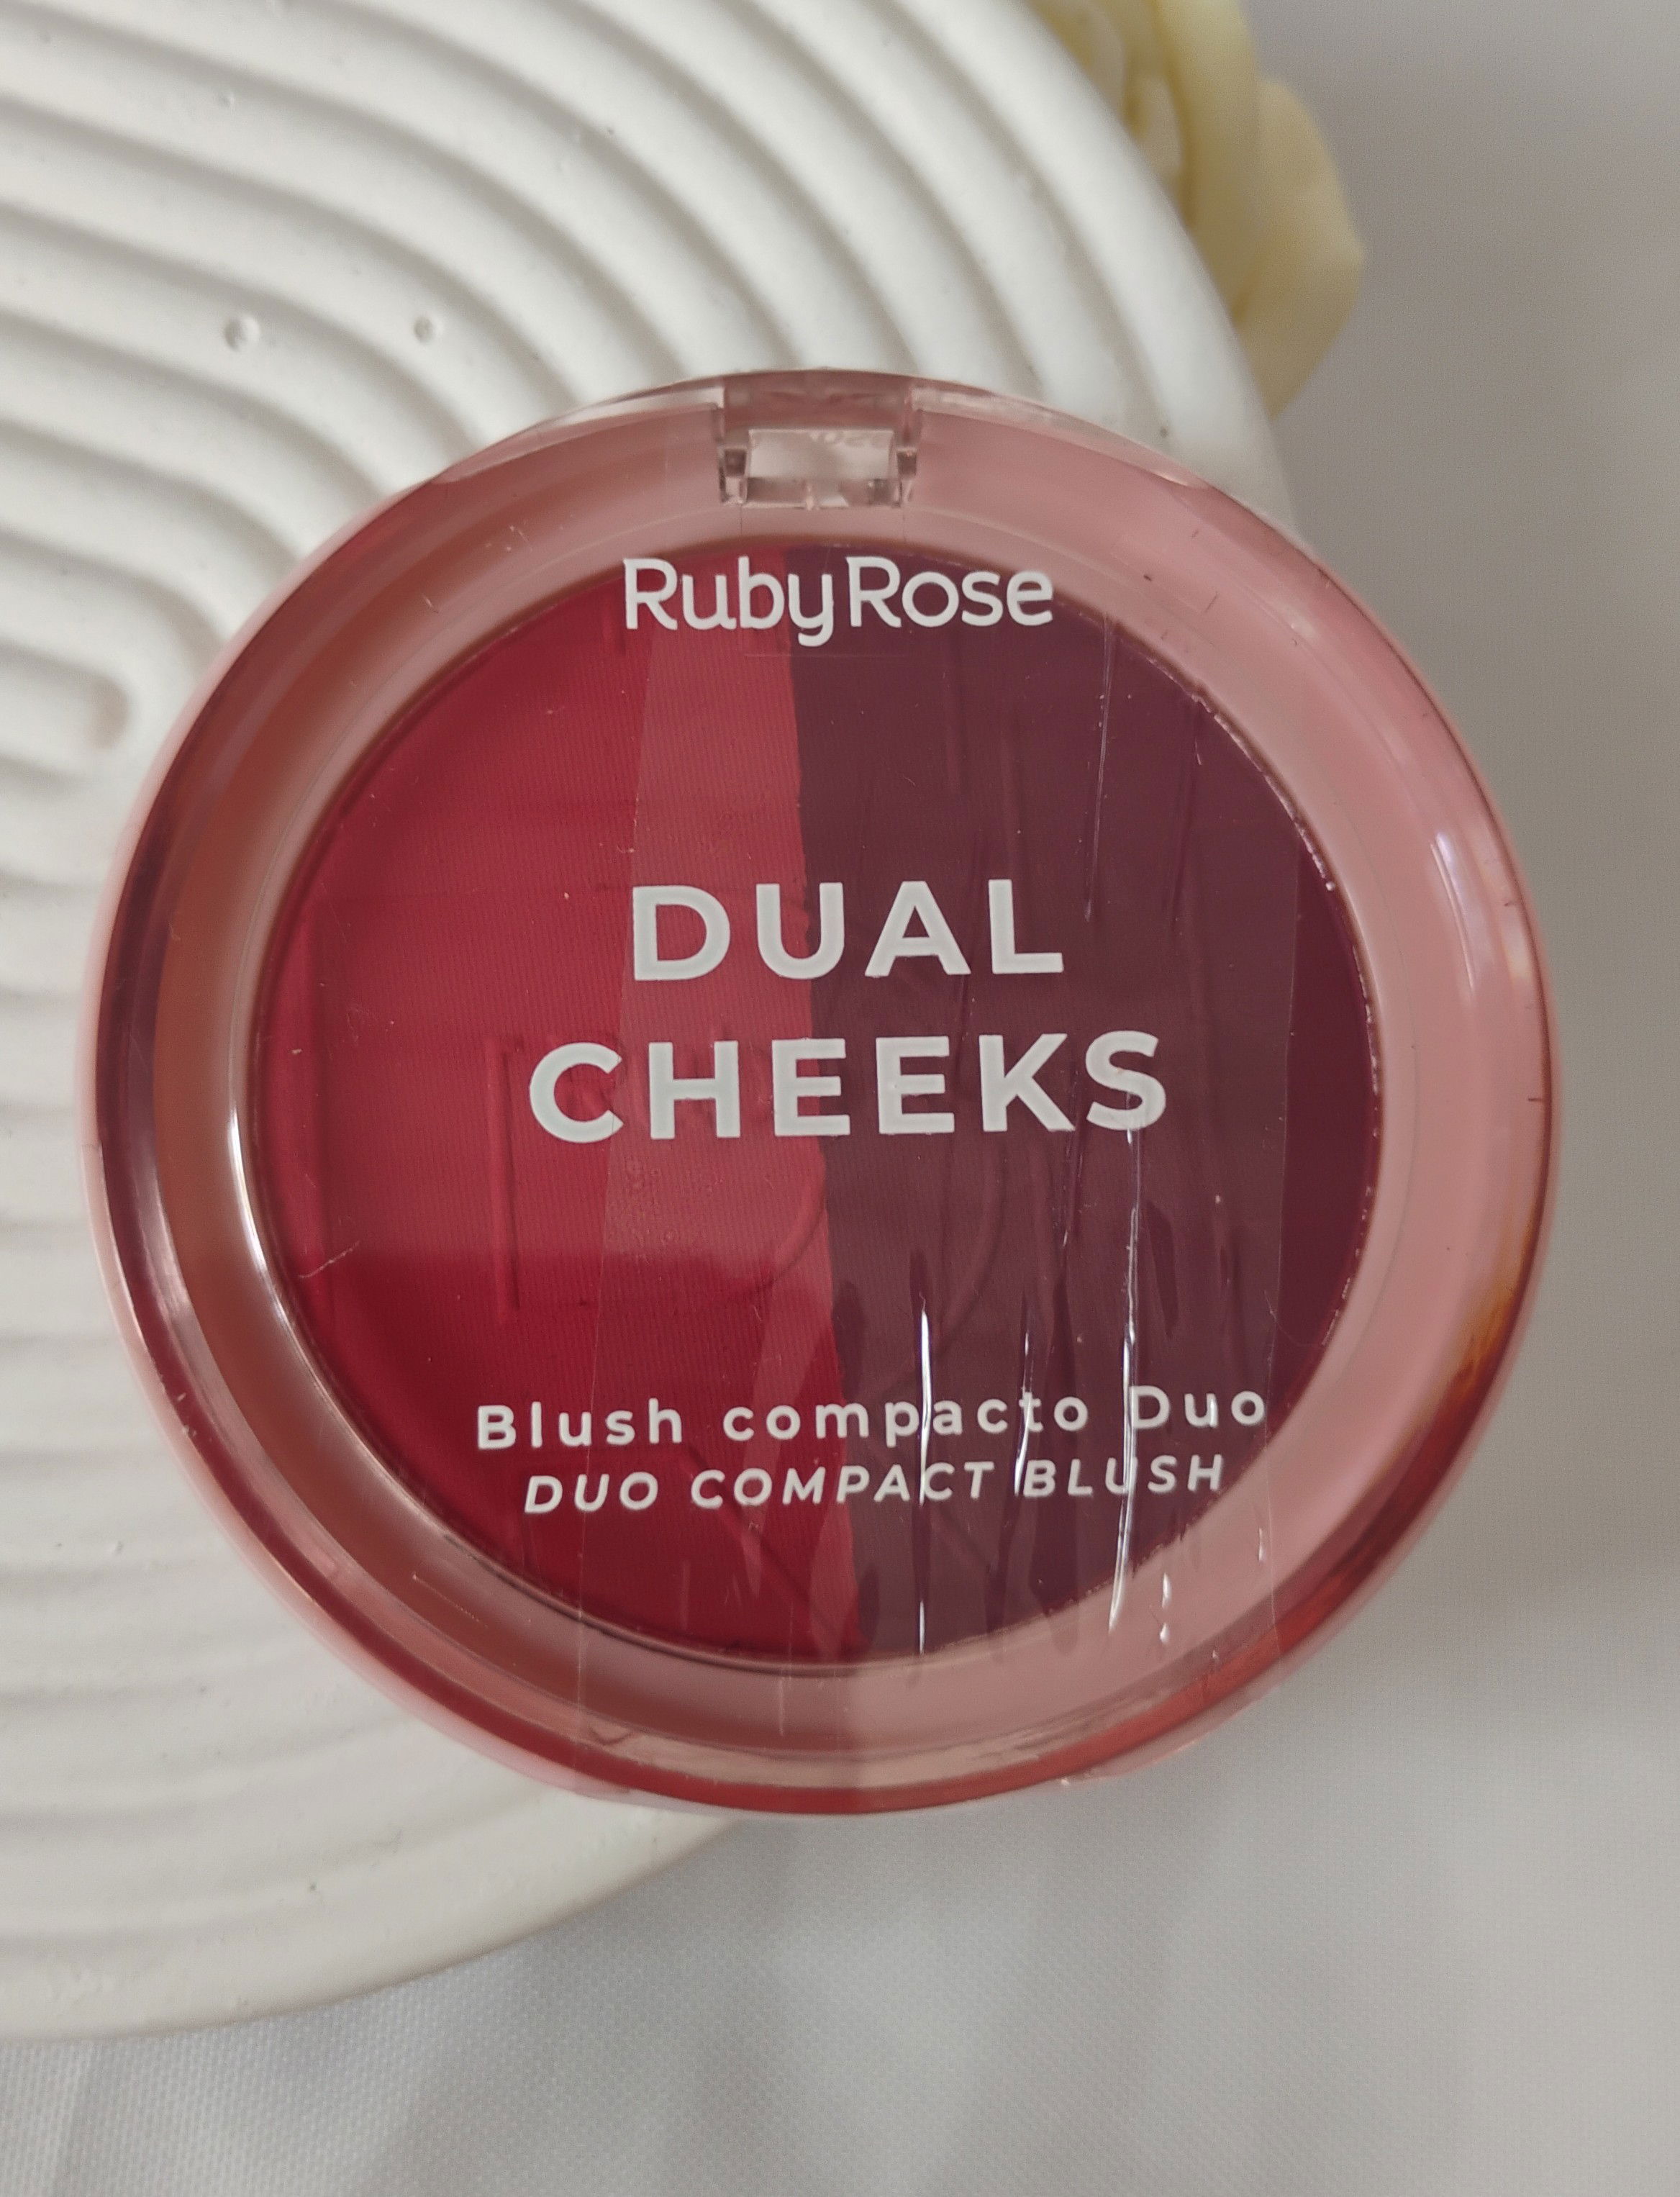 RubyRose
DUAL
CHEEKS
Blush compacto Duo
DUO COMPACT BLUSH